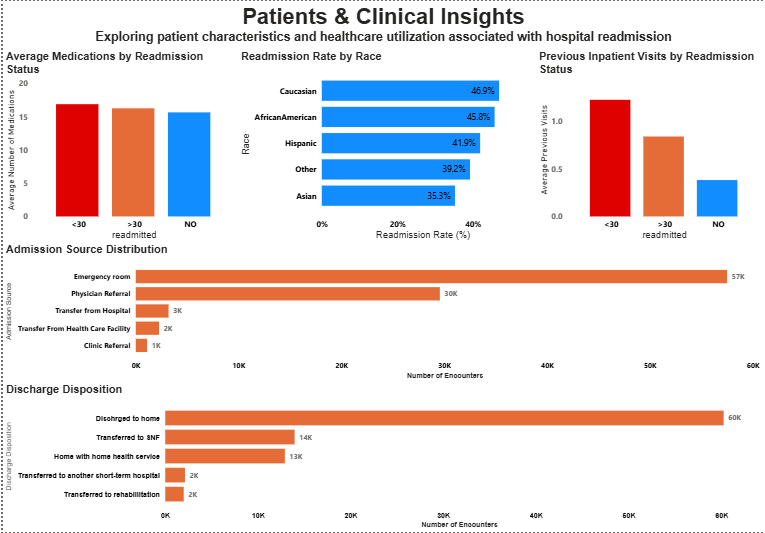 Patients & Clinical Insights
Exploring patient characteristics and healthcare utilization associated with hospital readmission
Average Medications by Readmission
Status
Average Number of Medications
20
15
10
5
0
<30
>30
NO
readmitted
Readmission Rate by Race
Race
Caucasian
46.9%
AfricanAmerican
45.8%
Hispanic
41.9%
Other
39.2%
Asian
35.3%
0%
20%
40%
Readmission Rate (%)
Previous Inpatient Visits by Readmission
Status
Average Previous Visits
1.0
0.5
0.0
<30
>30
NO
readmitted
Admission Source Distribution
Admission Source
Emergency room
57K
Physician Referral
30K
Transfer from Hospital
3K
Transfer From Health Care Facility
2K
Clinic Referral
1K
0K
10K
20K
30K
40K
50K
60K
Number of Encounters
Discharge Disposition
Discharge Disposition
Dischrged to home
60K
Transferred to SNF
14K
Home with home health service
13K
Transferred to another short-term hospital
2K
Transferred to rehabililitation
2K
0K
10K
20K
30K
40K
50K
60K
Number of Encounters